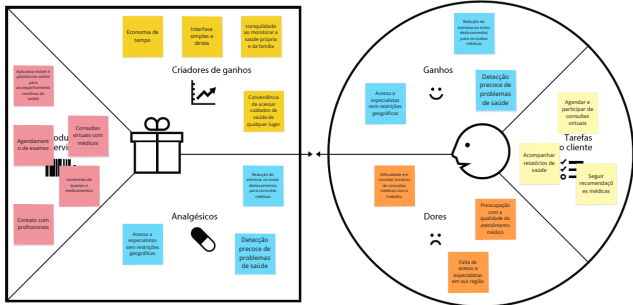 Economia de
tempo
Interface
simples e
direta
tranquilidade
ao monitorar a
saúde própria
e da família
Criadores de ganhos
Conveniência
de acessar
cuidados de
saúde de
qualquer lugar
Aplicativo móvel e
plataforma online
para
acompanhamento
contínuo da
saúde
Agendament
o de exames
Consultas
virtuais com
médicos
exames e
medicamentos
Contato com
profissionais
Redução do
estresse ao evitar
deslocamentos
para consultas
médicas
Analgésicos
Acesso a
especialistas
sem restrições
geográficas
Detecção
precoce de
problemas
de saúde
Redução do
estresse ao evitar
deslocamentos
para consultas
médicas
Ganhos
Acesso a
especialistas
sem restrições
geográficas
Detecção
precoce de
problemas
de saúde
Agendar e
participar de
consultas
virtuais
Tarefas
o cliente
Acompanhar
relatórios de
saúde
Seguir
recomendaçõ
es médicas
Dificuldade em
conciliar horários
de consultas
médicas com o
trabalho
Dores
Preocupação
com a
qualidade do
atendimento
médico
Falta de
acesso a
especialistas
em sua região